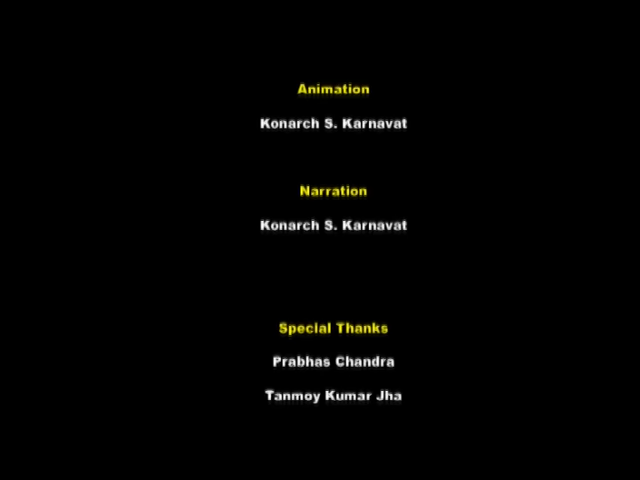 Animation
Konarch S. Karnavat
Narration
Konarch S. Karnavat
Special Thanks
Prabhas Chandra
Tanmoy Kumar Jha